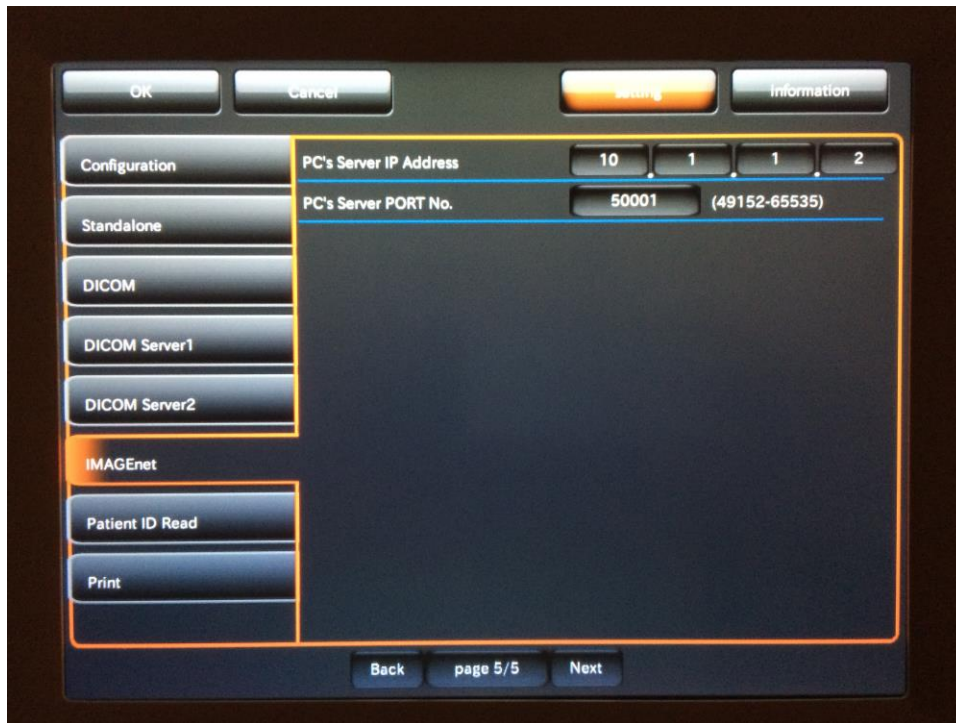 OK Cancel Setting information
Configuration
PC's Server IP Address 10 . 1 . 1 . 2
PC's Server PORT No. 50001 (49152-65535)
Standalone
DICOM
DICOM Server1
DICOM Server2
IMAGEnet
Patient ID Read
Print
Back page 5/5 Next